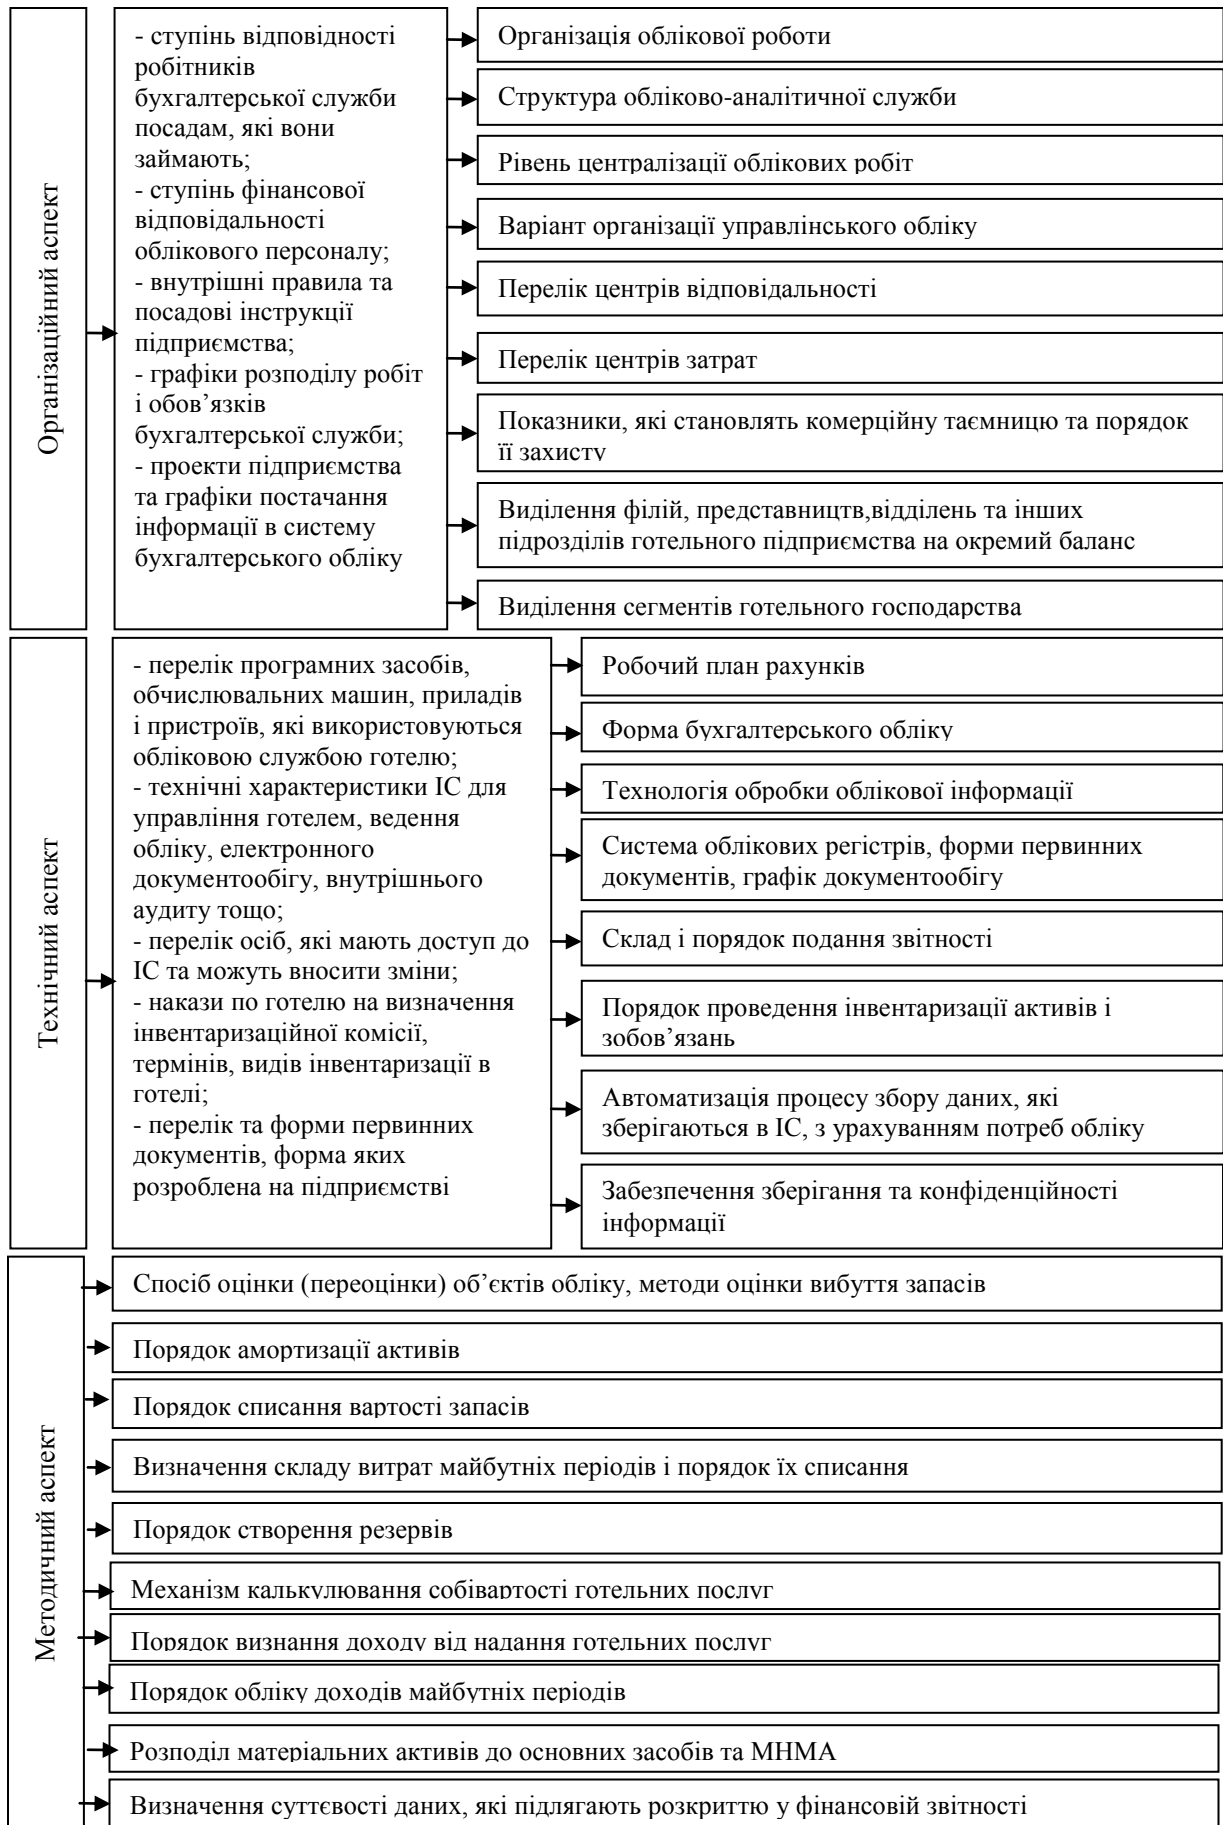 Організаційний аспект
- ступінь відповідності
робітників
бухгалтерської служби
посадам, які вони
займають;
- ступінь фінансової
відповідальності
облікового персоналу;
- внутрішні правила та
посадові інструкції
підприємства;
- графіки розподілу робіт
і обов’язків
бухгалтерської служби;
- проекти підприємства
та графіки постачання
інформації в систему
бухгалтерського обліку
Організація облікової роботи
Структура обліково-аналітичної служби
Рівень централізації облікових робіт
Варіант організації управлінського обліку
Перелік центрів відповідальності
Перелік центрів затрат
Показники, які становлять комерційну таємницю та порядок
її захисту
Виділення філій, представництв,відділень та інших
підрозділів готельного підприємства на окремий баланс
Виділення сегментів готельного господарства
Технічний аспект
- перелік програмних засобів,
обчислювальних машин, приладів
і пристроїв, які використовуються
обліковою службою готелю;
- технічні характеристики ІС для
управління готелем, ведення
обліку, електронного
документообігу, внутрішнього
аудиту тощо;
- перелік осіб, які мають доступ до
ІС та можуть вносити зміни;
- накази по готелю на визначення
інвентаризаційної комісії,
термінів, видів інвентаризації в
готелі;
- перелік та форми первинних
документів, форма яких
розроблена на підприємстві
Робочий план рахунків
Форма бухгалтерського обліку
Технологія обробки облікової інформації
Система облікових регістрів, форми первинних
документів, графік документообігу
Склад і порядок подання звітності
Порядок проведення інвентаризації активів і
зобов’язань
Автоматизація процесу збору даних, які
зберігаються в ІС, з урахуванням потреб обліку
Забезпечення зберігання та конфіденційності
інформації
Методичний аспект
Спосіб оцінки (переоцінки) об’єктів обліку, методи оцінки вибуття запасів
Порядок амортизації активів
Порядок списання вартості запасів
Визначення складу витрат майбутніх періодів і порядок їх списання
Порядок створення резервів
Механізм калькулювання собівартості готельних послуг
Порядок визнання доходу від надання готельних послуг
Порядок обліку доходів майбутніх періодів
Розподіл матеріальних активів до основних засобів та МНМА
Визначення суттєвості даних, які підлягають розкриттю у фінансовій звітності